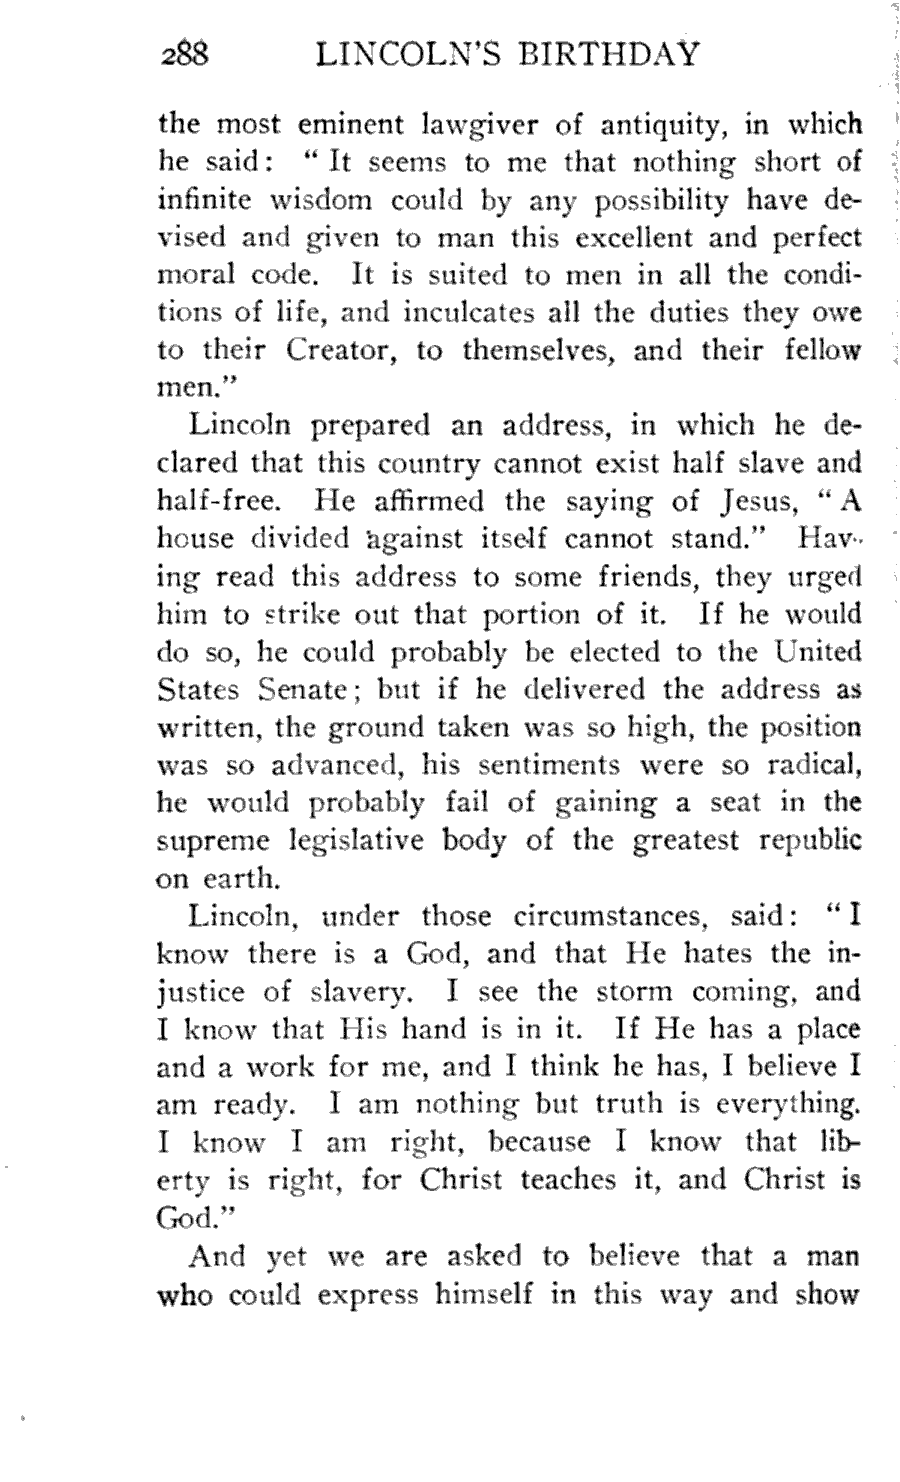 288 LINCOLN'S BIRTHDAY
the most eminent lawgiver of antiquity, in which
he said: " It seems to me that nothing short of
infinite wisdom could by any possibility have de-
vised and given to man this excellent and perfect
moral code. It is suited to men in all the condi-
tions of life, and inculcates all the duties they owe
to their Creator, to themselves, and their fellow
men."
Lincoln prepared an address, in which he de-
clared that this country cannot exist half slave and
half-free. He affirmed the saying of Jesus, " A
house divided against itself cannot stand." Hav-
ing read this address to some friends, they urged
him to strike out that portion of it. If he would
do so, he could probably be elected to the United
States Senate; but if he delivered the address as
written, the ground taken was so high, the position
was so advanced, his sentiments were so radical,
he would probably fail of gaining a seat in the
supreme legislative body of the greatest republic
on earth.
Lincoln, under those circumstances, said: " I
know there is a God, and that He hates the in-
justice of slavery. I see the storm coming, and
I know that His hand is in it. If He has a place
and a work for me, and I think he has, I believe I
am ready. I am nothing but truth is everything.
I know I am right, because I know that lib-
erty is right, for Christ teaches it, and Christ is
God."
And yet we are asked to believe that a man
who could express himself in this way and show